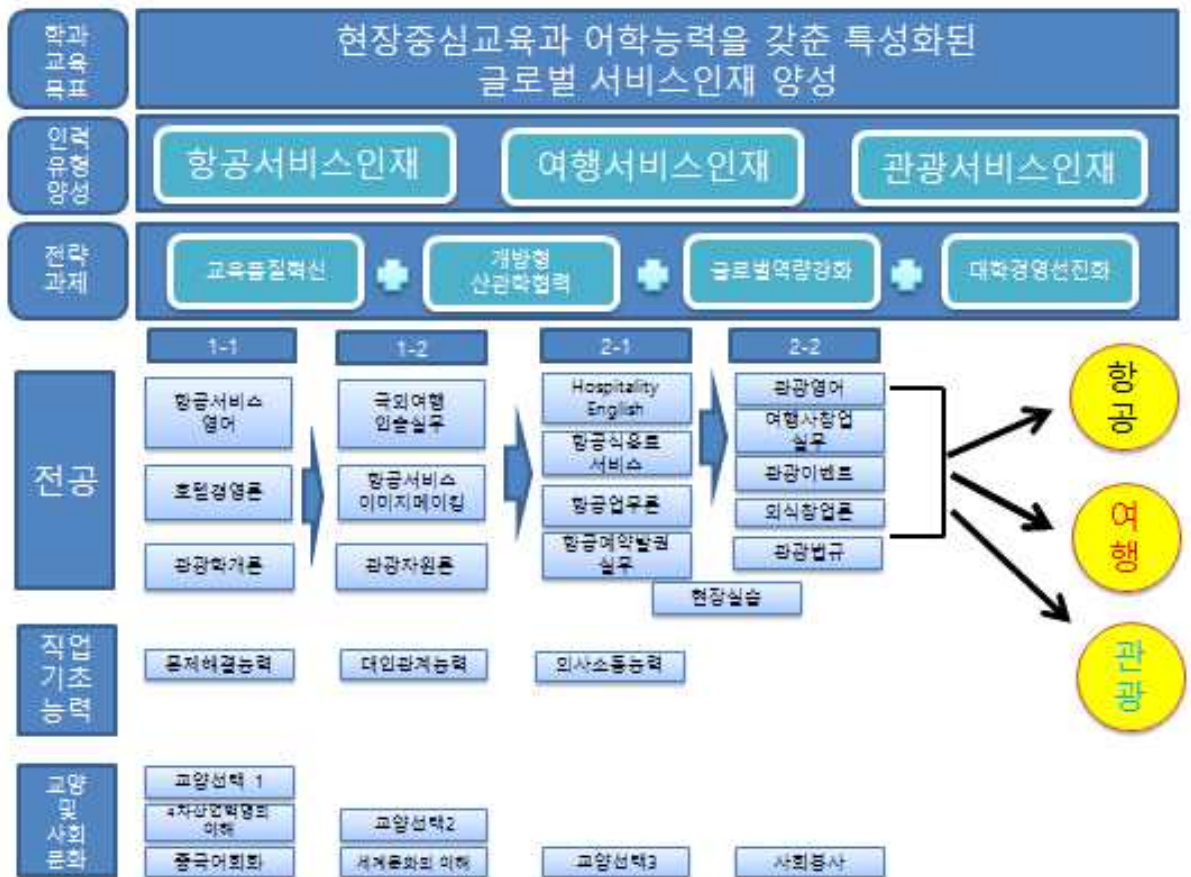 학과
교육
목표
현장중심교육과 어학능력을 갖춘 특성화된
글로벌 서비스인재 양성
인력
유형
양성
항공서비스인재
여행서비스인재
관광서비스인재
전략
과제
교육품질혁신
개방형
산관학협력
글로벌역량강화
대학경영선진화
1-1
1-2
2-1
2-2
전공
항공서비스
영어
호텔경영론
관광학개론
국외여행
인솔실무
항공서비스
이미지메이킹
관광자원론
Hospitality
English
항공식음료
서비스
항공업무론
항공예약발권
실무
관광영어
여행사창업
실무
관광이벤트
외식창업론
관광법규
현장실습
항공
여행
관광
직업
기초
능력
문제해결능력
대인관계능력
의사소통능력
교양
및
사회
문화
교양선택 1
4차산업혁명의
이해
중국어회화
교양선택2
세계문화의 이해
교양선택3
사회봉사